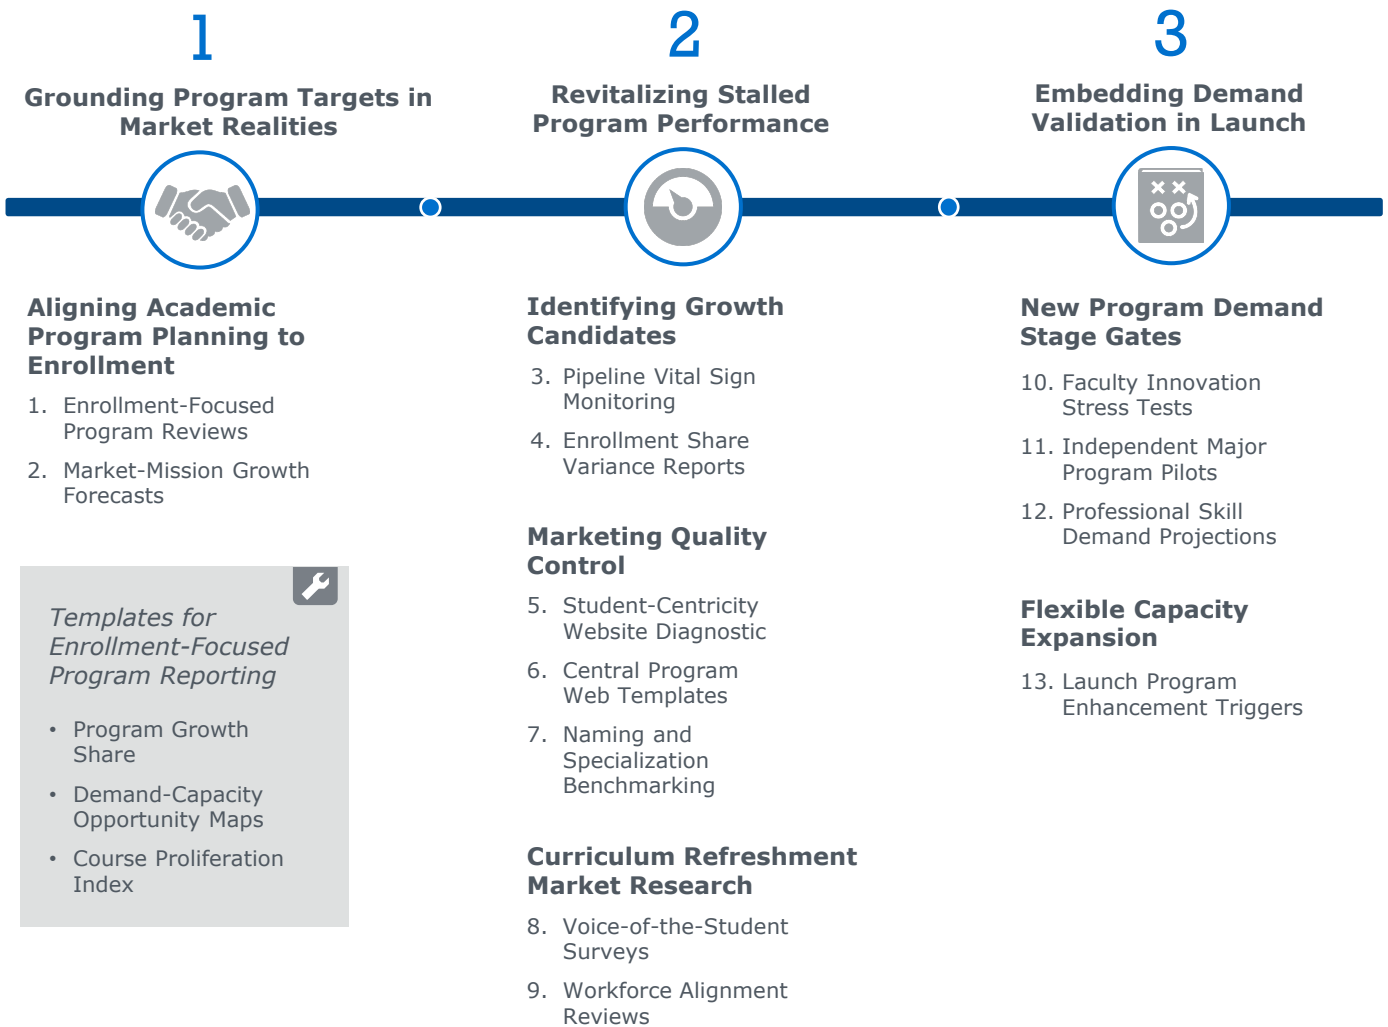 1
Grounding Program Targets in
Market Realities
2
Revitalizing Stalled
Program Performance
3
Embedding Demand
Validation in Launch
Aligning Academic
Program Planning to
Enrollment
1. Enrollment-Focused
Program Reviews
2. Market-Mission Growth
Forecasts
Templates for
Enrollment-Focused
Program Reporting
• Program Growth
Share
• Demand-Capacity
Opportunity Maps
• Course Proliferation
Index
Identifying Growth
Candidates
3. Pipeline Vital Sign
Monitoring
4. Enrollment Share
Variance Reports
Marketing Quality
Control
5. Student-Centricity
Website Diagnostic
6. Central Program
Web Templates
7. Naming and
Specialization
Benchmarking
Curriculum Refreshment
Market Research
8. Voice-of-the-Student
Surveys
9. Workforce Alignment
Reviews
New Program Demand
Stage Gates
10. Faculty Innovation
Stress Tests
11. Independent Major
Program Pilots
12. Professional Skill
Demand Projections
Flexible Capacity
Expansion
13. Launch Program
Enhancement Triggers